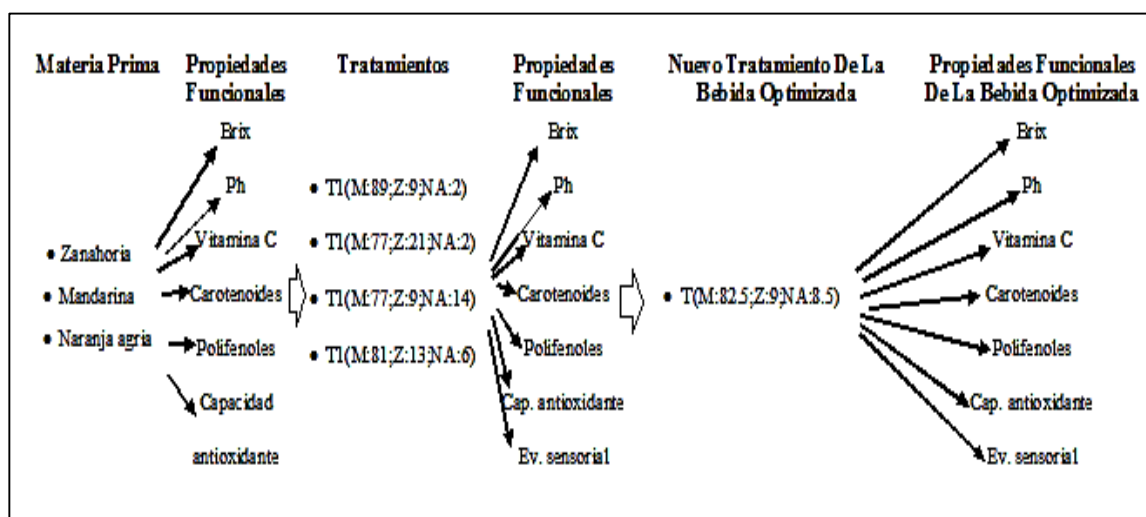 Materia Prima
Propiedades
Funcionales
Brix
Ph
Vitamina C
Carotenoides
Polifenoles
Capacidad
antioxidante
● Zanahoria
● Mandarina
● Naranja agria
Tratamientos
● T1(M:89;Z:9;NA:2)
● T1(M:77;Z:21;NA:2)
● T1(M:77;Z:9;NA:14)
● T1(M:81;Z:13;NA:6)
Propiedades
Funcionales
Brix
Ph
Vitamina C
Carotenoides
Polifenoles
Cap. antioxidante
Ev. sensorial
Nuevo Tratamiento De La
Bebida Optimizada
● T(M:82.5;Z:9;NA:8.5)
Propiedades Funcionales
De La Bebida Optimizada
Brix
Ph
Vitamina C
Carotenoides
Polifenoles
Cap. antioxidante
Ev. sensorial